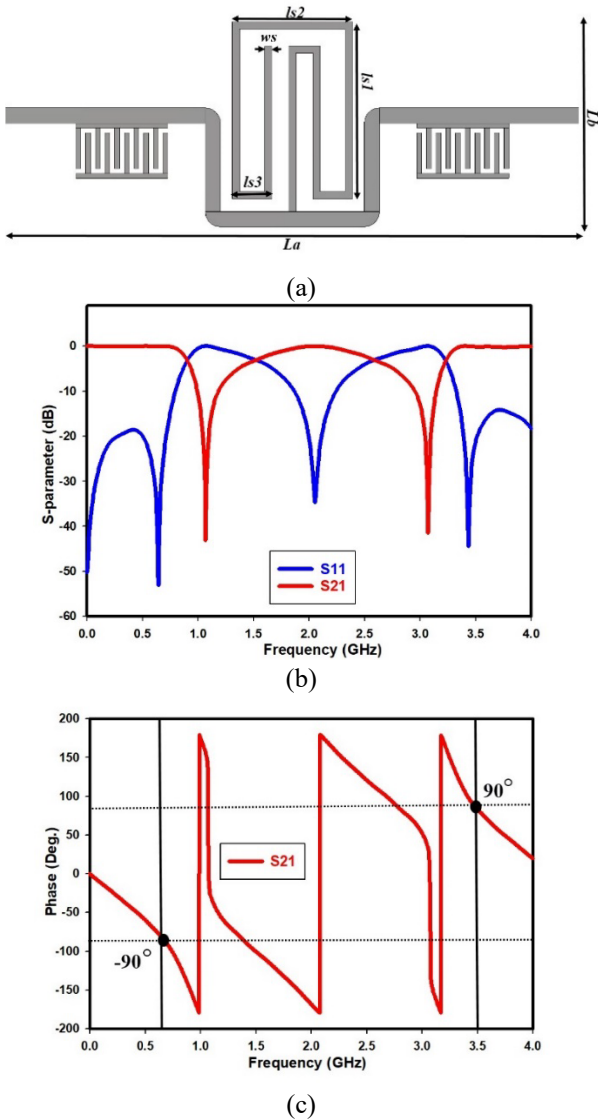 ls2
ws
ls1
Lb
ls3
La
(a)
0
-10
-20
-30
-40
-50
-60
S-parameter (dB)
S11
S21
0.0 0.5 1.0 1.5 2.0 2.5 3.0 3.5 4.0
Frequency (GHz)
(b)
200
150
100
50
0
-50
-100
-150
-200
Phase (Deg.)
90°
S21
-90°
0.0 0.5 1.0 1.5 2.0 2.5 3.0 3.5 4.0
Frequency (GHz)
(c)